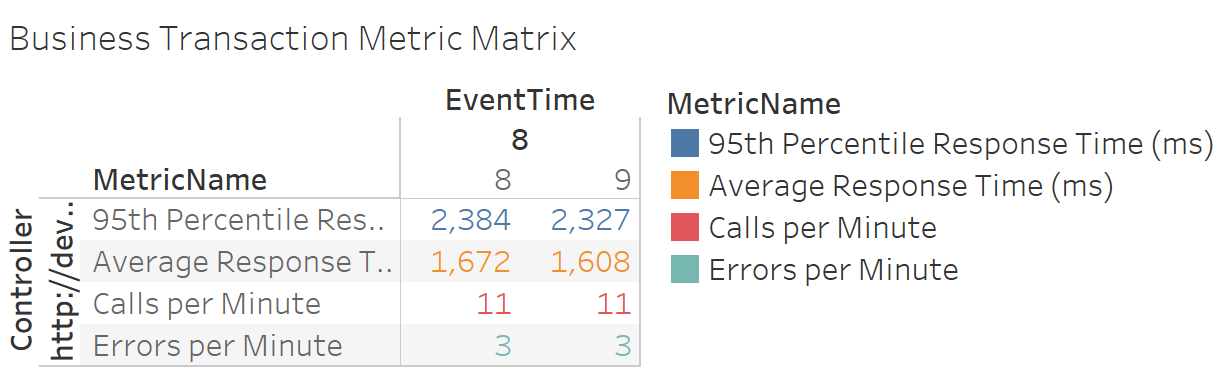 Business Transaction Metric Matrix
EventTime
8
MetricName 8 9
Controller
http://dev..
95th Percentile Res.. 2,384 2,327
Average Response T.. 1,672 1,608
Calls per Minute 11 11
Errors per Minute 3 3
MetricName
95th Percentile Response Time (ms)
Average Response Time (ms)
Calls per Minute
Errors per Minute